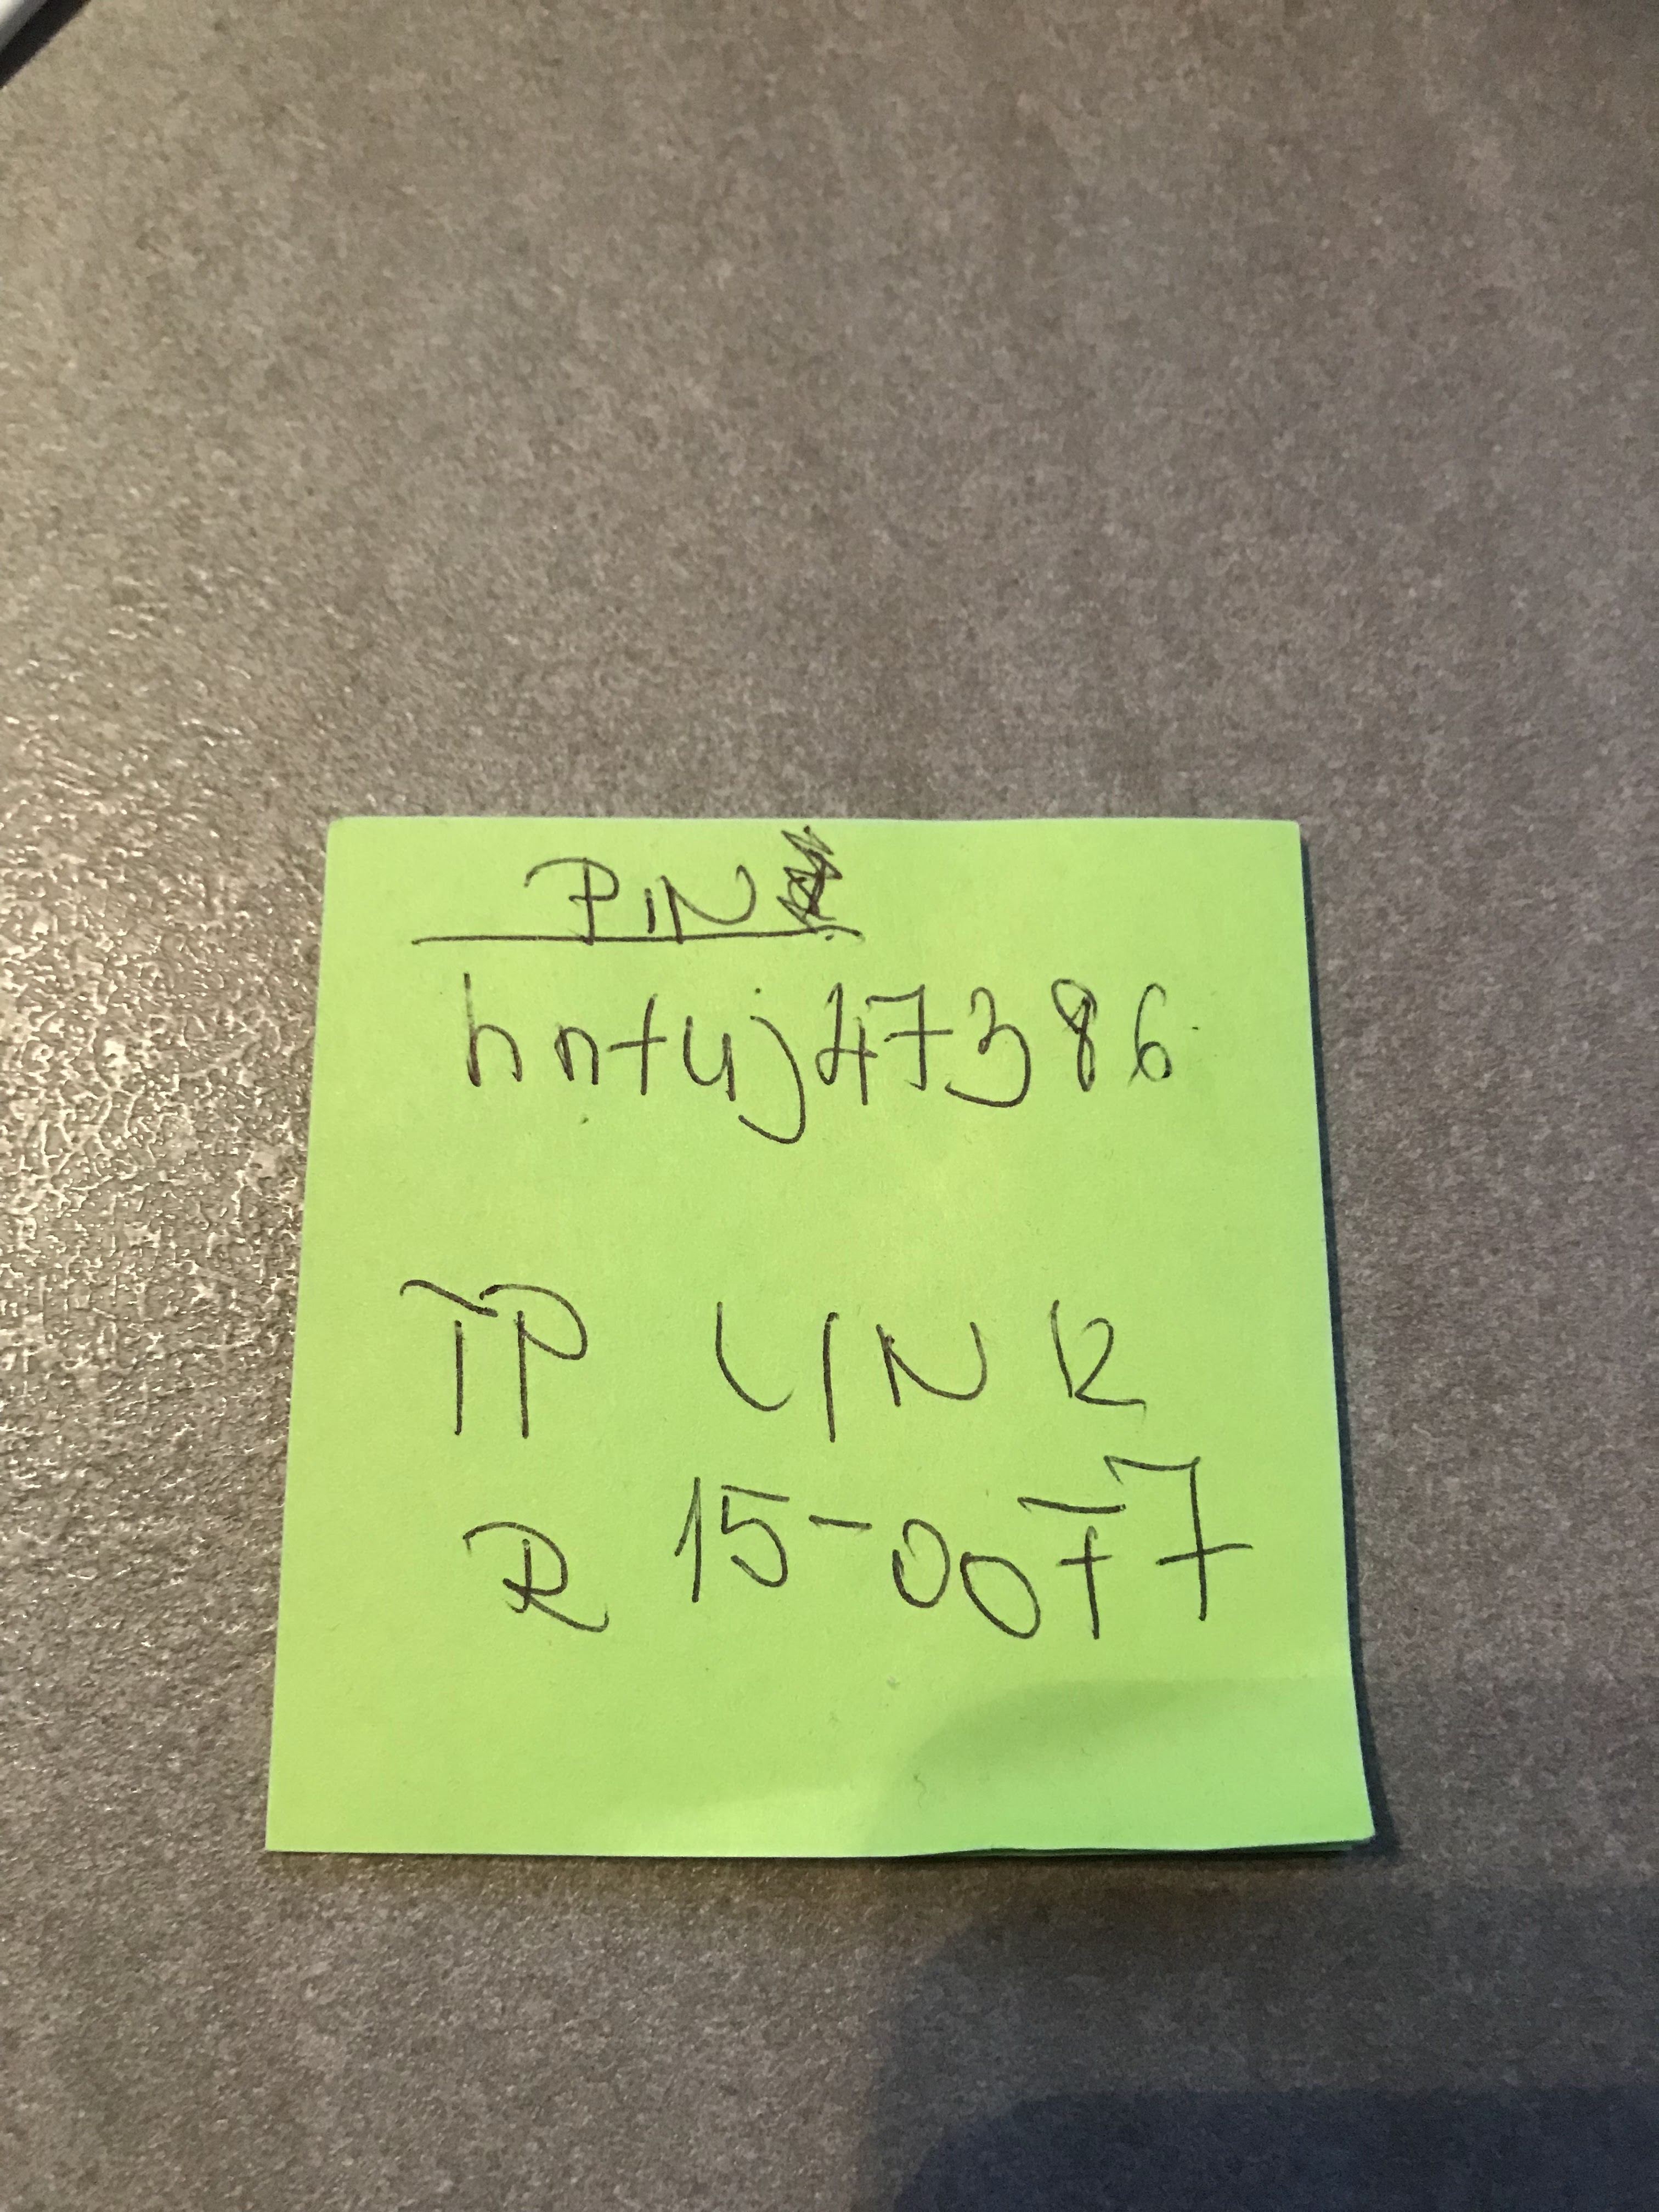 PIN
hntuj47386
TP LINK
R 15-0077